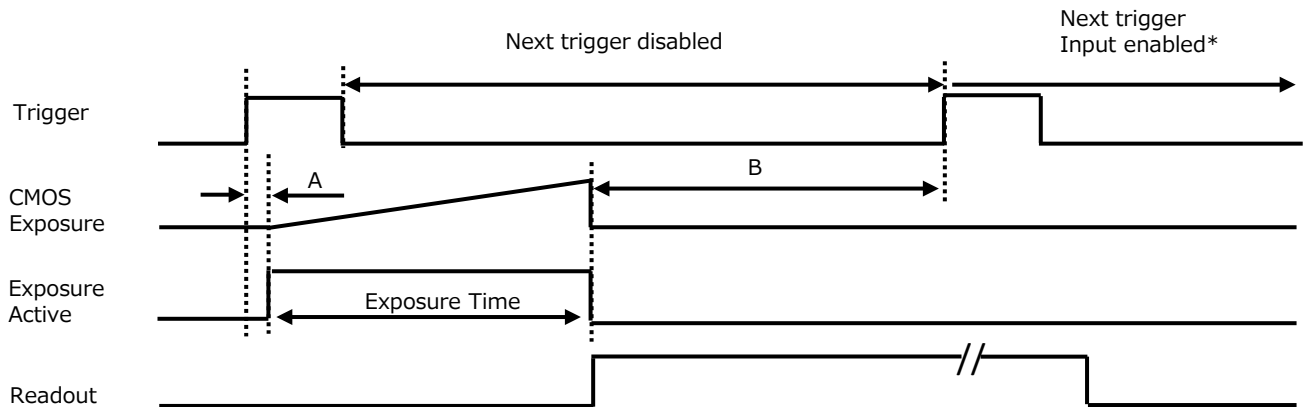 Next trigger disabled
Next trigger
Input enabled*
Trigger
A
B
CMOS
Exposure
Exposure
Active
Exposure Time
Readout